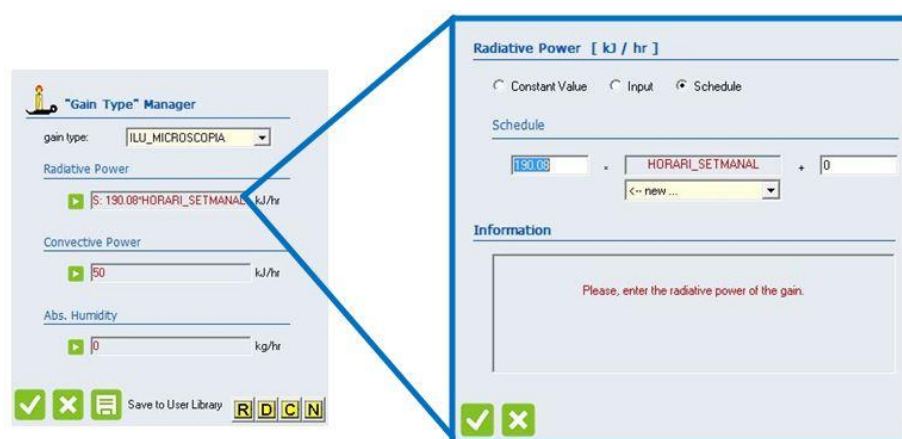 "Gain Type" Manager
gain type: ILU_MICROSCOPIA
Radiative Power
S: 190.08*HORARI_SETMANAL kJ/hr
Convective Power
50 kJ/hr
Abs. Humidity
0 kg/hr
Save to User Library R D C N
Radiative Power [ kJ / hr ]
Constant Value Input Schedule
Schedule
190.08 * HORARI_SETMANAL + 0
<-- new ...
Information
Please, enter the radiative power of the gain.